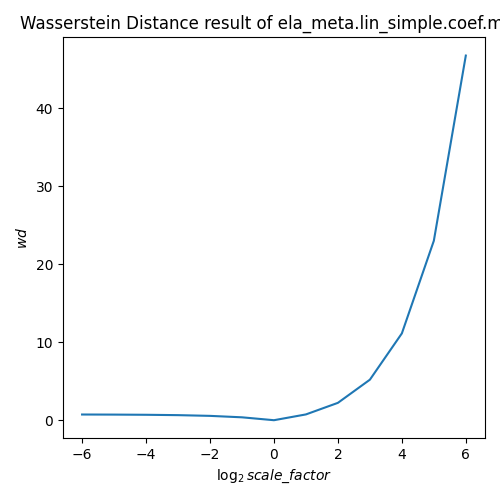 Wasserstein Distance result of ela_meta.lin_simple.coef.m
40
30
20
10
0
wd
−6 −4 −2 0 2 4 6
log₂ scale_factor